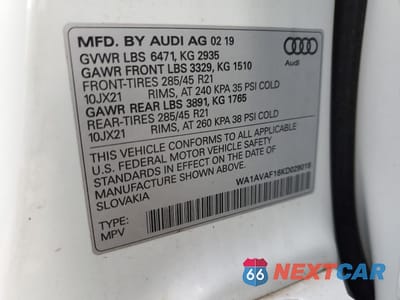 MFD. BY AUDI AG 02 19
GVWR LBS 6471, KG 2935
GAWR FRONT LBS 3329, KG 1510
FRONT-TIRES 285/45 R21
10JX21 RIMS, AT 240 KPA 35 PSI COLD
GAWR REAR LBS 3891, KG 1765
REAR-TIRES 285/45 R21
10JX21 RIMS, AT 260 KPA 38 PSI COLD
THIS VEHICLE CONFORMS TO ALL APPLICABLE
U.S. FEDERAL MOTOR VEHICLE SAFETY
STANDARDS IN EFFECT ON THE DATE OF
MANUFACTURE SHOWN ABOVE.
SLOVAKIA
TYPE:
MPV
WA1AVAF16KD029015
Audi
66 NEXTCAR